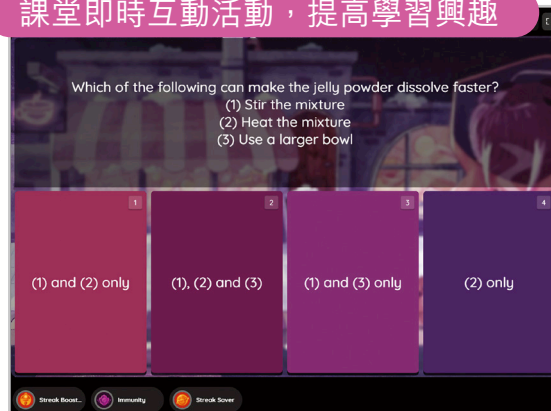 課堂即時互動活動，提高學習興趣
Which of the following can make the jelly powder dissolve faster?
(1) Stir the mixture
(2) Heat the mixture
(3) Use a larger bowl
1
2
3
4
(1) and (2) only
(1), (2) and (3)
(1) and (3) only
(2) only
Streak Boost...
Immunity
Streak Saver